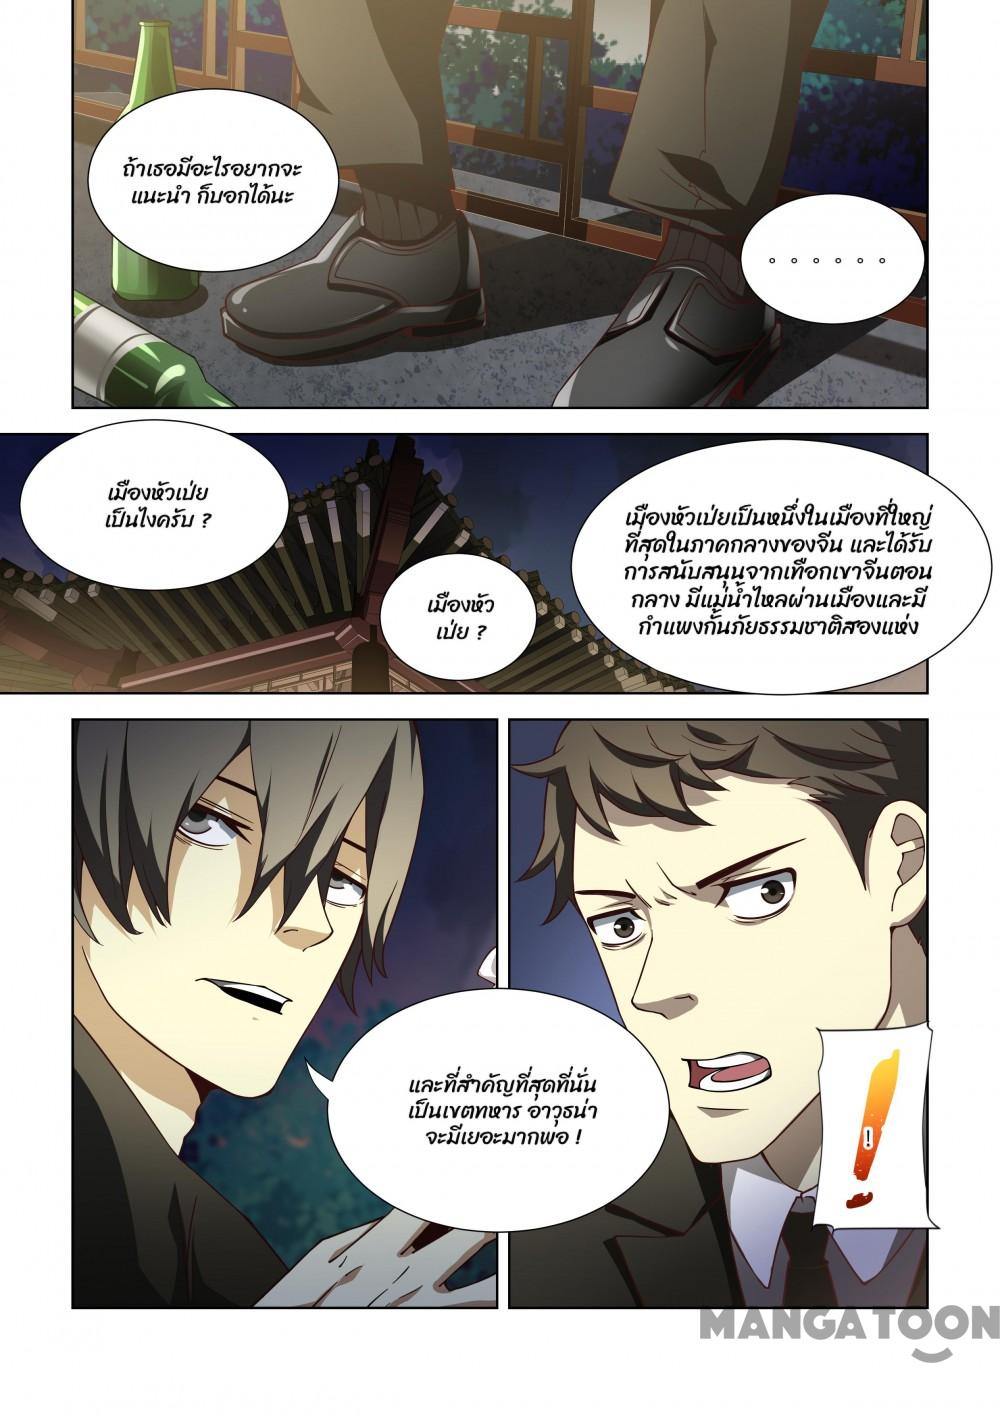 ถ้าเธอมีอะไรอยากจะ
แนะนำ ก็บอกได้นะ
。。。。。。
เมืองหัวเป่ย
เป็นไงครับ ?
เมืองหัว
เป่ย ?
เมืองหัวเป่ยเป็นหนึ่งในเมืองที่ใหญ่
ที่สุดในภาคกลางของจีน และได้รับ
การสนับสนุนจากเทือกเขาจีนตอน
กลาง มีแม่น้ำไหลผ่านเมืองและมี
กำแพงกั้นภัยธรรมชาติสองแห่ง
และที่สำคัญที่สุดที่นั่น
เป็นเขตทหาร อาวุธน่า
จะมีเยอะมากพอ !
!
MANGATOON